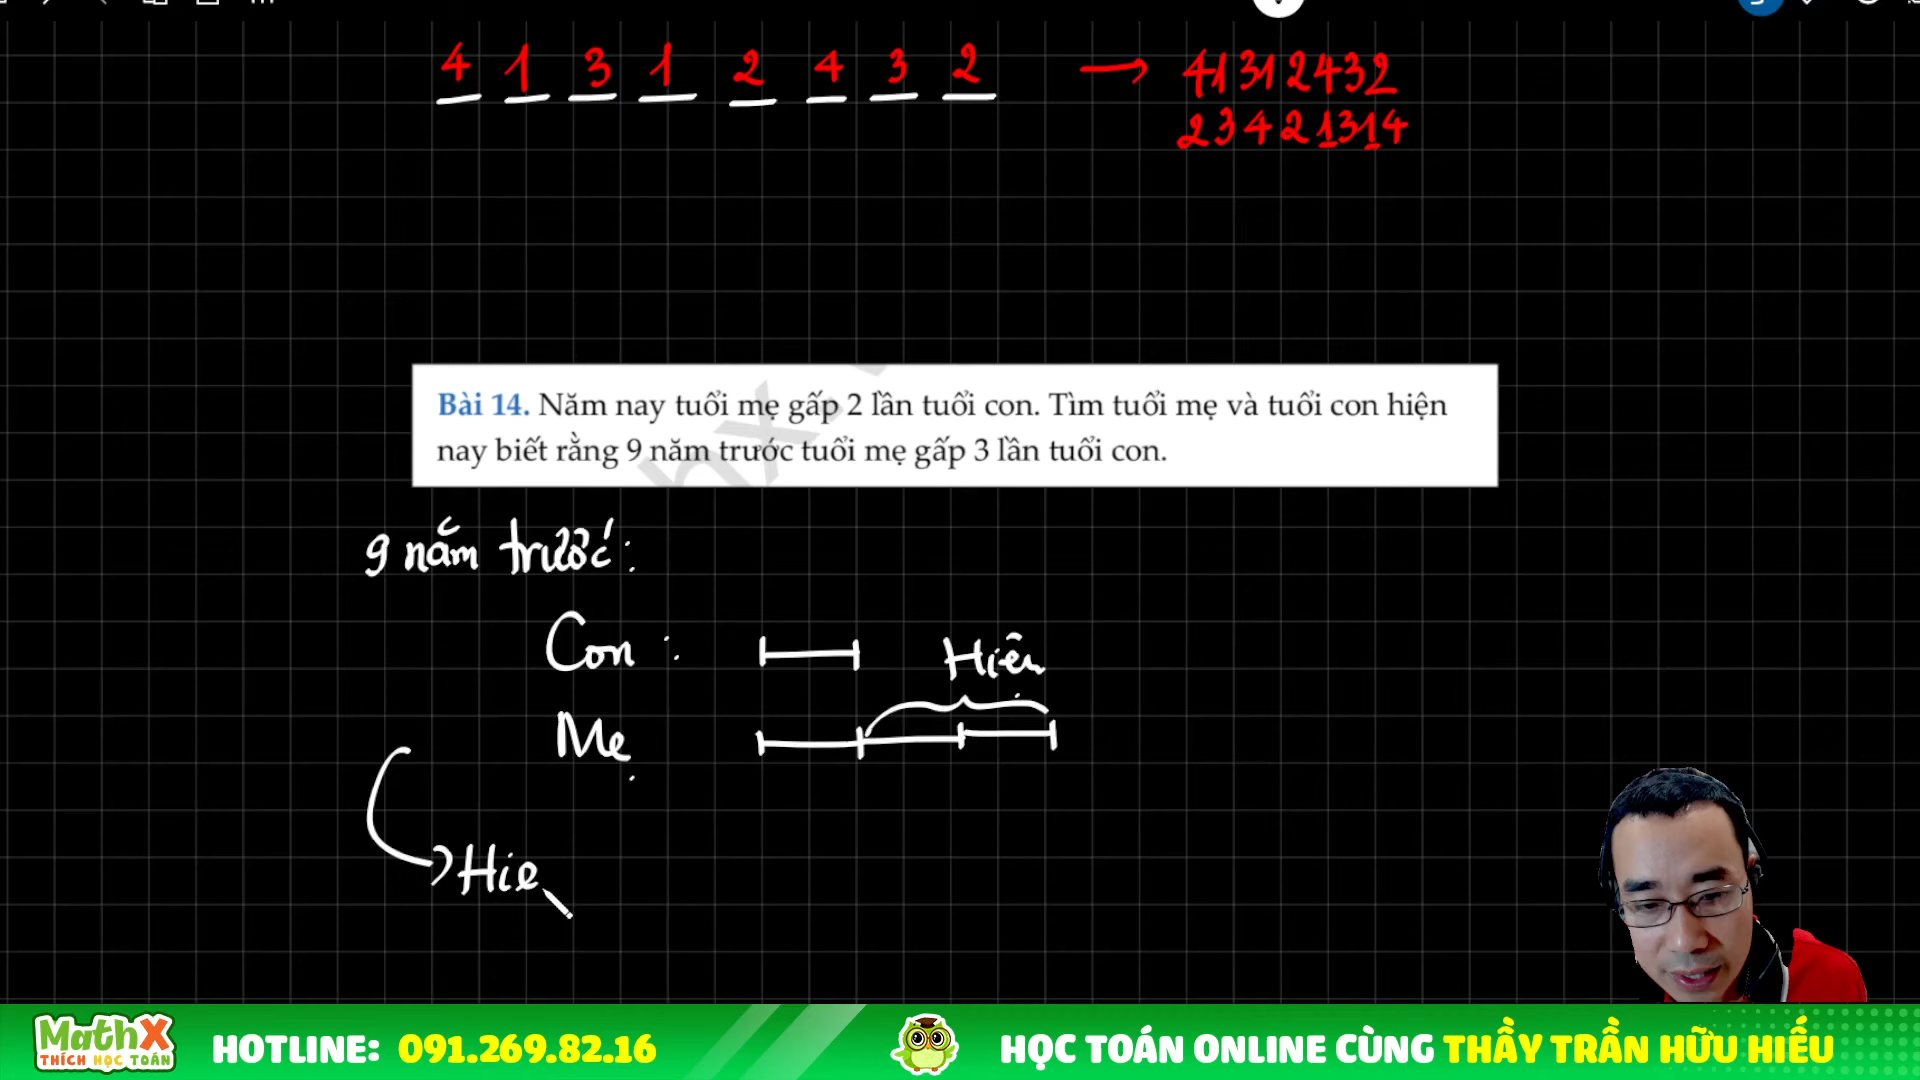 4 1 3 1 2 4 3 2 → 41312432
23421314
Bài 14. Năm nay tuổi mẹ gấp 2 lần tuổi con. Tìm tuổi mẹ và tuổi con hiện
nay biết rằng 9 năm trước tuổi mẹ gấp 3 lần tuổi con.
9 năm trước:
Con :
Hiệu
Mẹ
Hie
MathX
THÍCH HỌC TOÁN
HOTLINE: 091.269.82.16
HỌC TOÁN ONLINE CÙNG THẦY TRẦN HỮU HIẾU